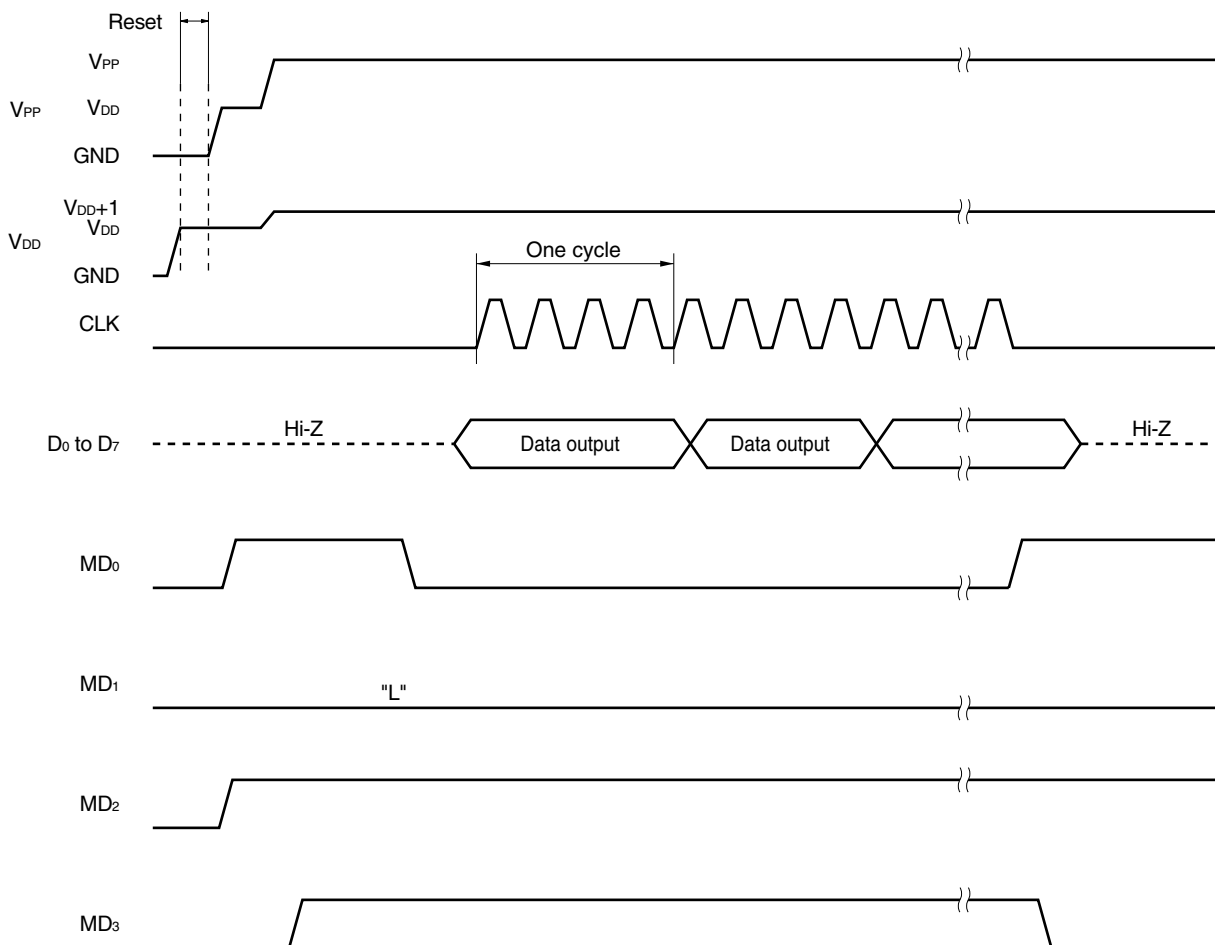 Reset
VPP
VPP VDD
GND
VDD+1
VDD VDD
GND
One cycle
CLK
D0 to D7 Hi-Z Data output Data output Hi-Z
MD0
MD1 "L"
MD2
MD3